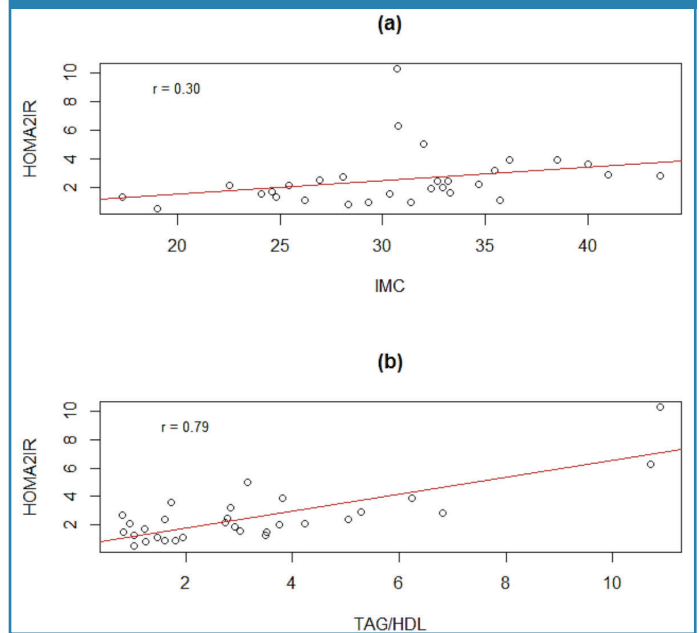 (a)
r = 0.30
HOMA2IR
2 4 6 8 10
20 25 30 35 40
IMC
(b)
r = 0.79
HOMA2IR
2 4 6 8 10
2 4 6 8 10
TAG/HDL